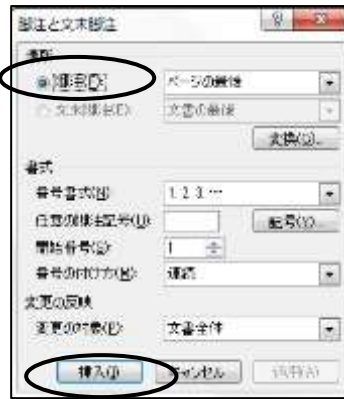 脚注と文末脚注
場所
脚注(F): ページの最後
文末脚注(E): 文書の最後
変換(C)...
書式
番号書式(N): 1, 2, 3, …
任意の脚注記号(U): 記号(Y)...
開始番号(S): 1
番号の付け方(M): 連続
変更の反映
変更の対象(P): 文書全体
挿入(I) キャンセル 適用(A)